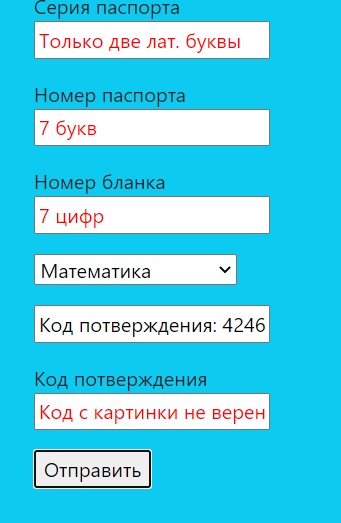 Серия паспорта
Только две лат. буквы
Номер паспорта
7 букв
Номер бланка
7 цифр
Математика
Код потверждения: 4246
Код потверждения
Код с картинки не верен
Отправить